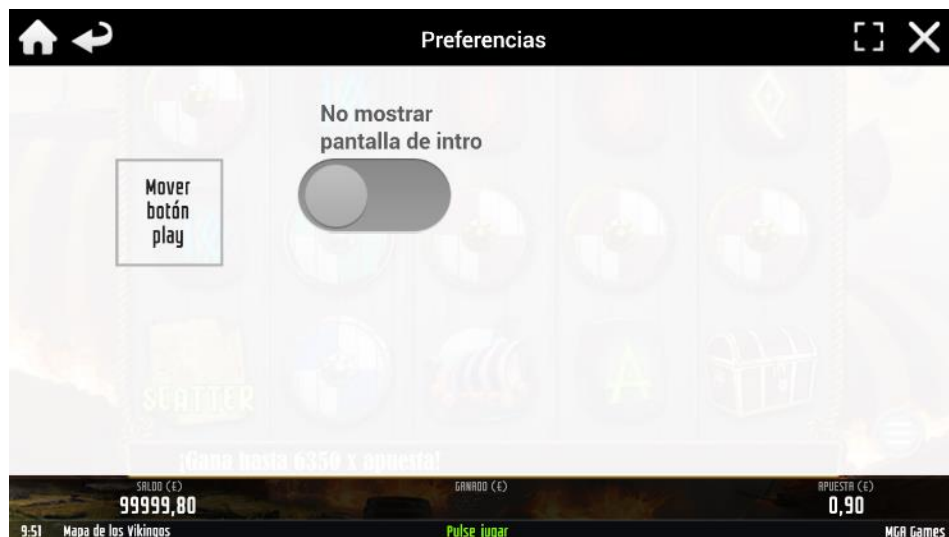 Preferencias
No mostrar
pantalla de intro
Mover
botón
play
SCATTER
¡Gana hasta 6350 x apuesta!
SALDO (€)
GANADO (€)
APUESTA (€)
99999,80
0,90
9:51
Mapa de los Vikingos
Pulse jugar
MGA Games